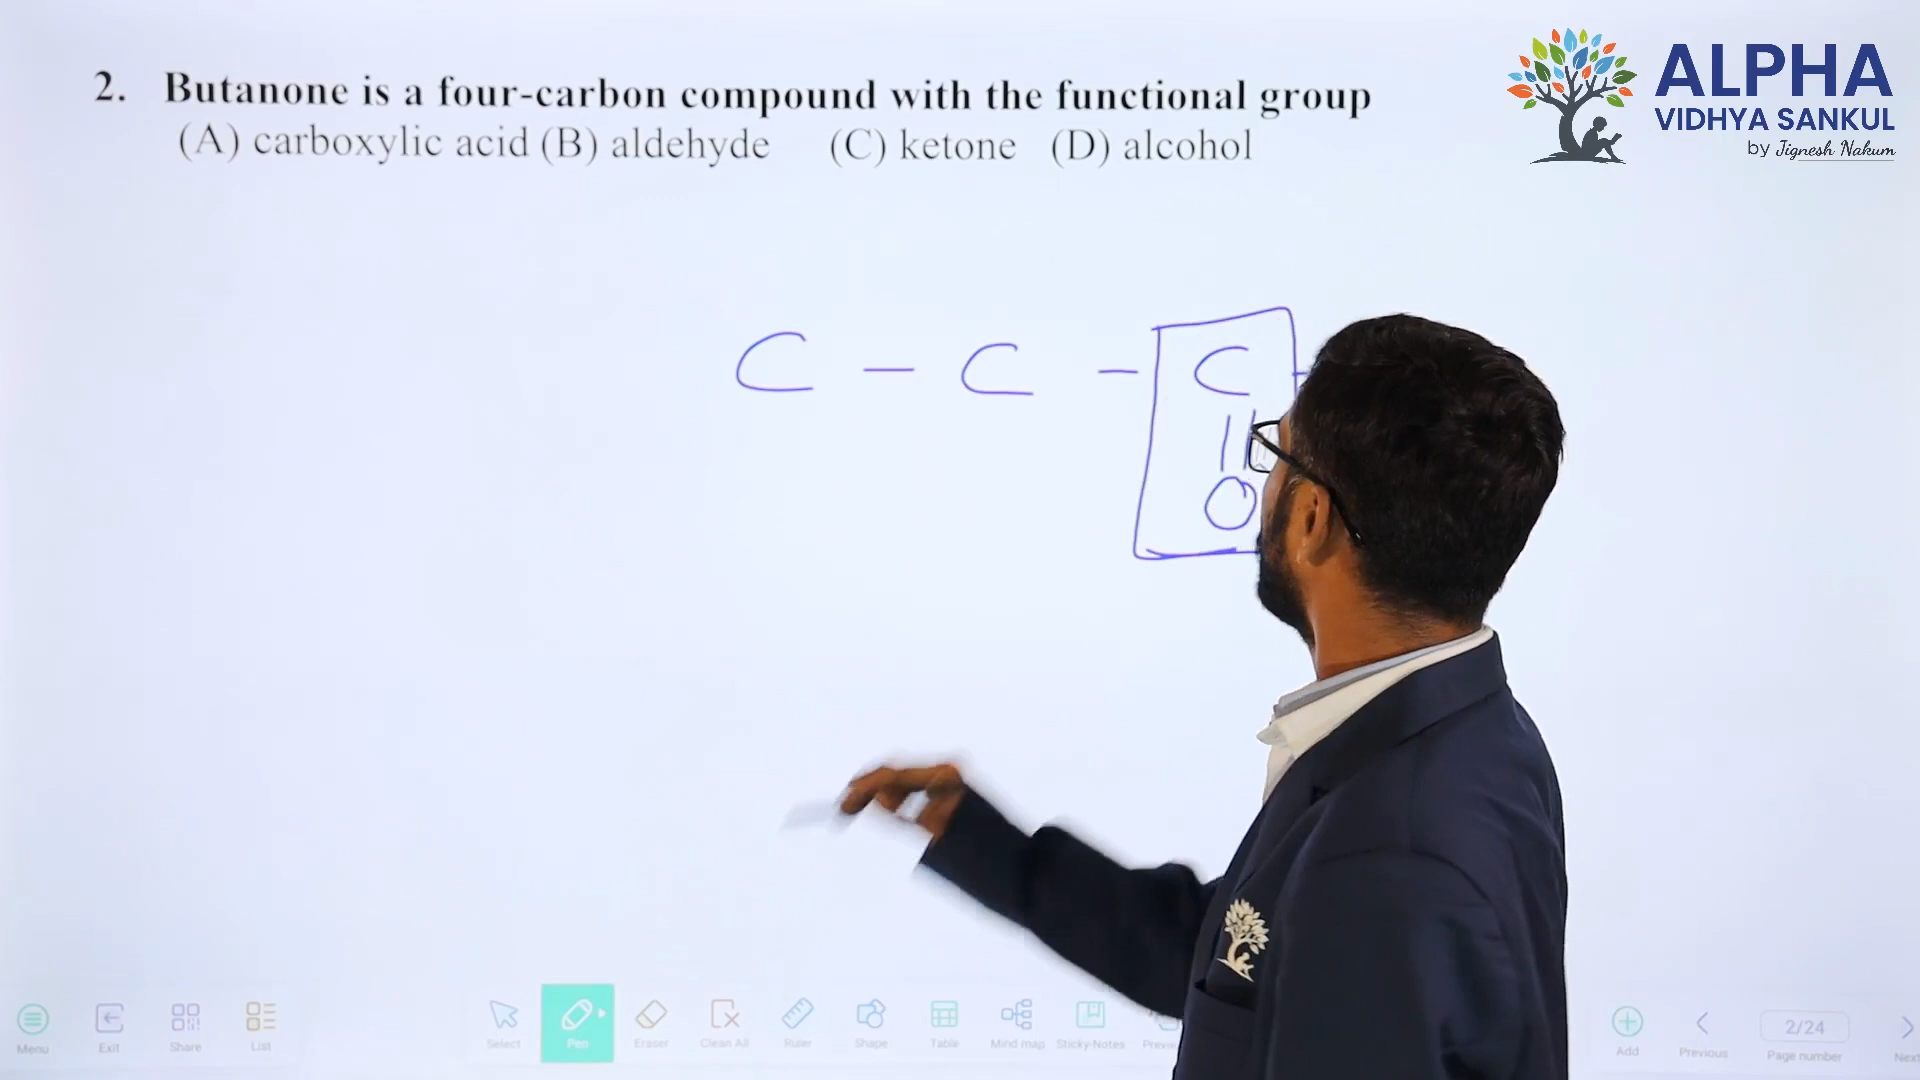 ALPHA
VIDHYA SANKUL
by Jignesh Nakum
2. Butanone is a four-carbon compound with the functional group
(A) carboxylic acid (B) aldehyde (C) ketone (D) alcohol
C - C - C -
||
O
Menu Exit Share List Select Pen Eraser Clean All Ruler Shape Table Mind map Sticky-Notes Add Previous Page number Next
2/24